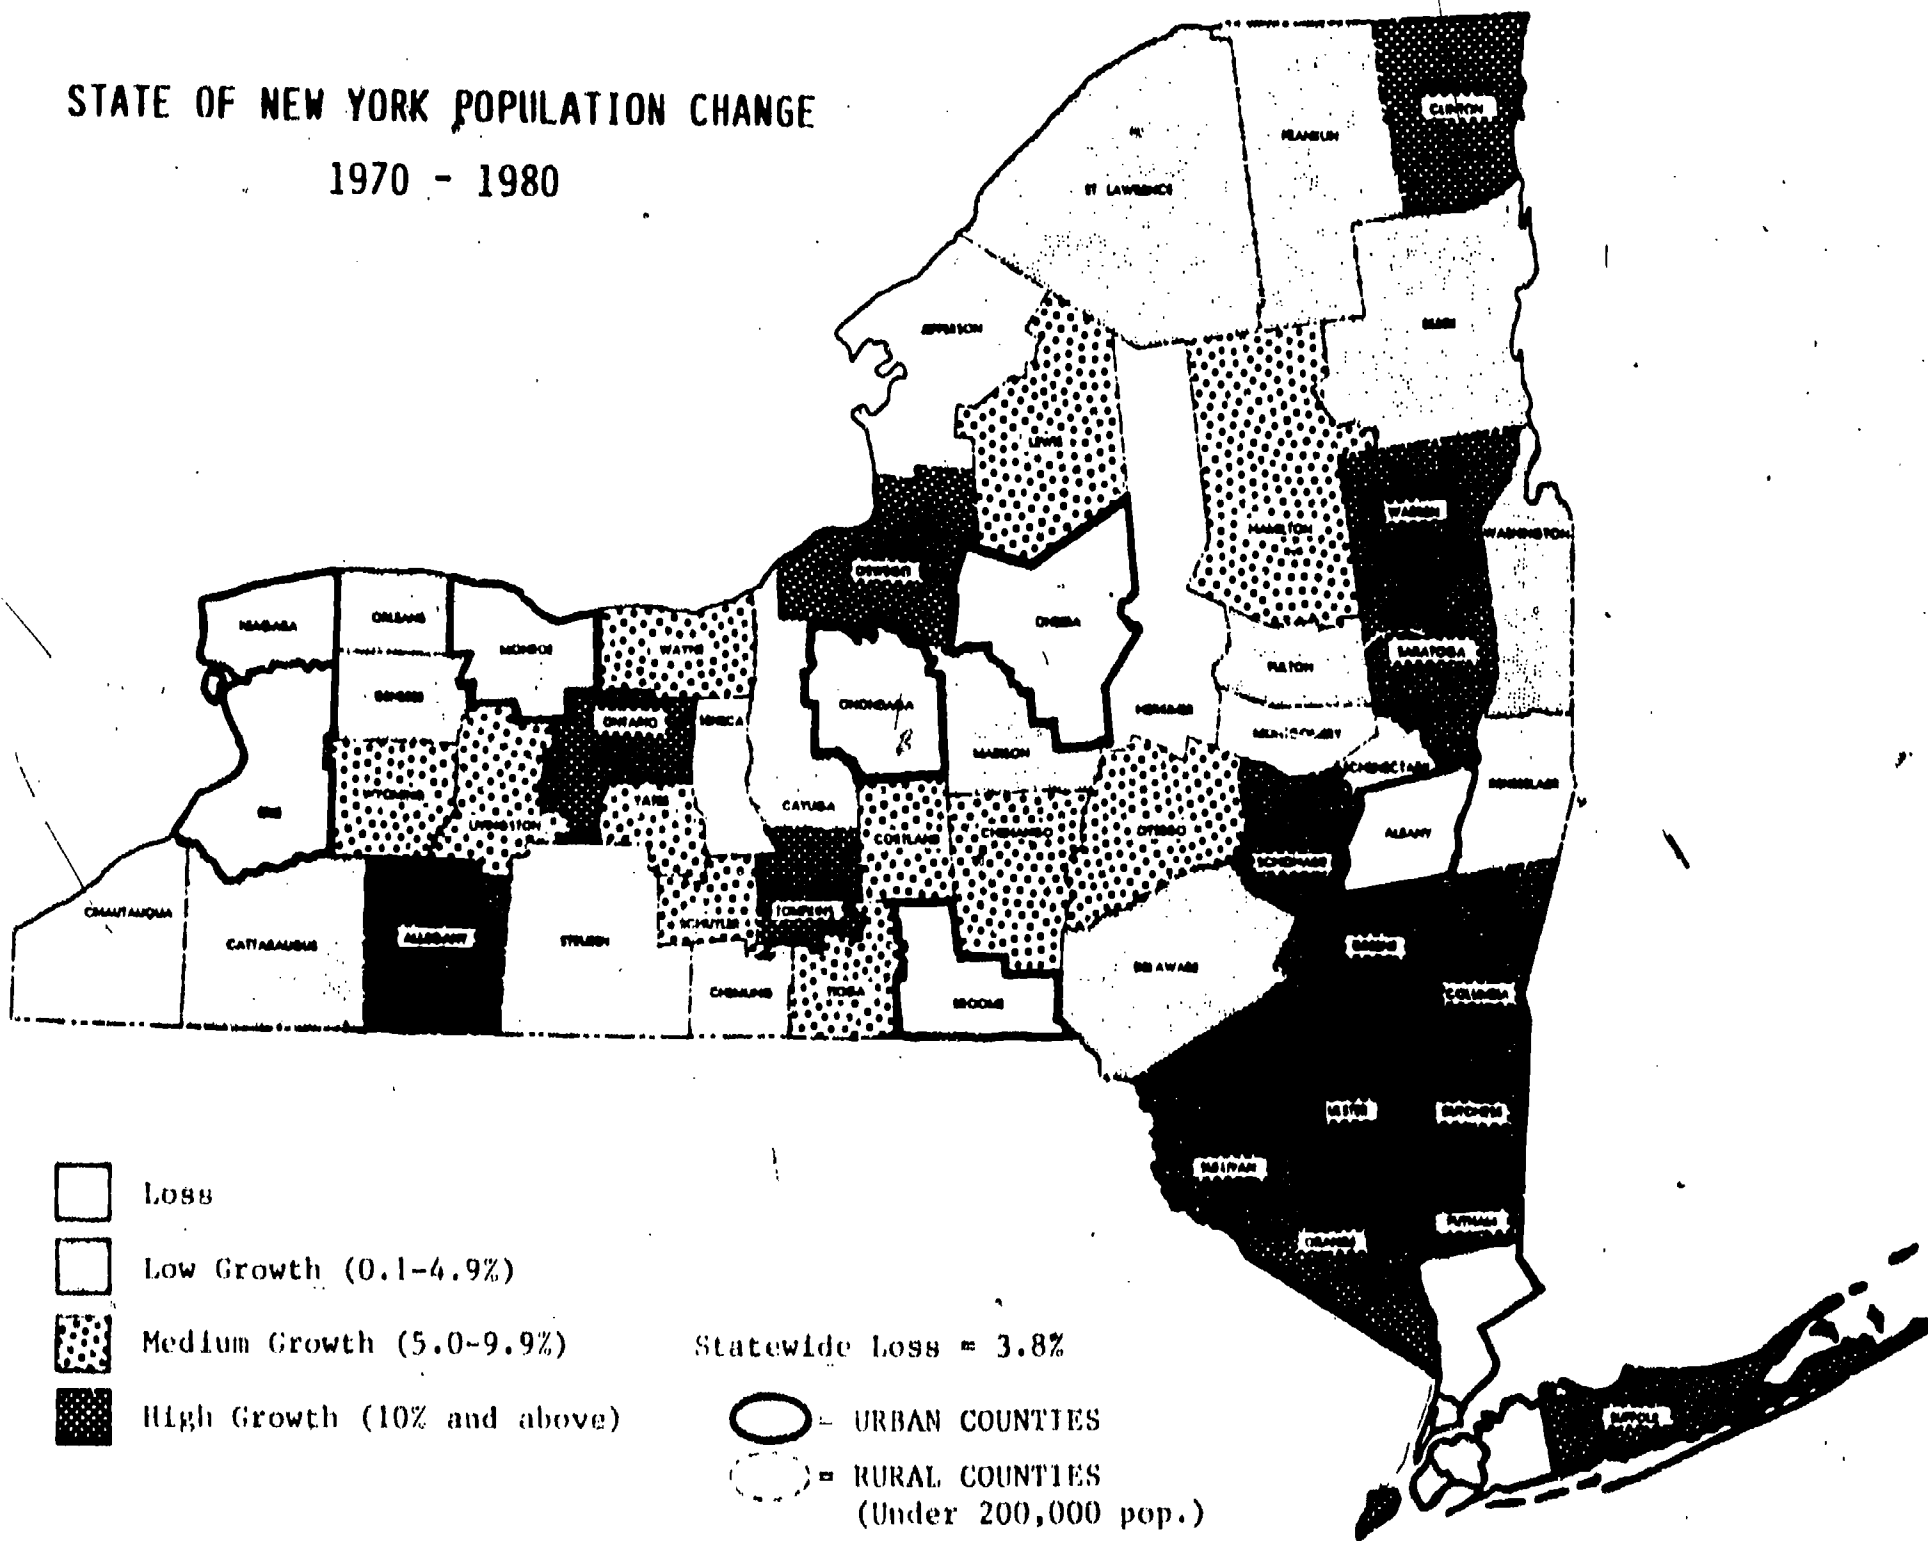 STATE OF NEW YORK POPULATION CHANGE
1970 - 1980
CLINTON
ST LAWRENCE
JEFFERSON
LEWIS
HAMILTON
WARREN
WASHINGTON
OSWEGO
ONEIDA
NIAGARA
ORLEANS
MONROE
WAYNE
FULTON
SARATOGA
GENESEE
ONTARIO
SENECA
ONONDAGA
HERKIMER
MADISON
MONTGOMERY
SCHENECTADY
RENSSELAER
ERIE
WYOMING
LIVINGSTON
YATES
CAYUGA
CORTLAND
CHENANGO
OTSEGO
ALBANY
SCHOHARIE
CHAUTAUQUA
CATTARAUGUS
ALLEGANY
STEUBEN
SCHUYLER
TOMPKINS
CHEMUNG
TIOGA
BROOME
DELAWARE
GREENE
COLUMBIA
ULSTER
DUTCHESS
SULLIVAN
ORANGE
PUTNAM
SUFFOLK
Loss
Low Growth (0.1-4.9%)
Medium Growth (5.0-9.9%)
High Growth (10% and above)
Statewide Loss = 3.8%
= URBAN COUNTIES
= RURAL COUNTIES
(Under 200,000 pop.)